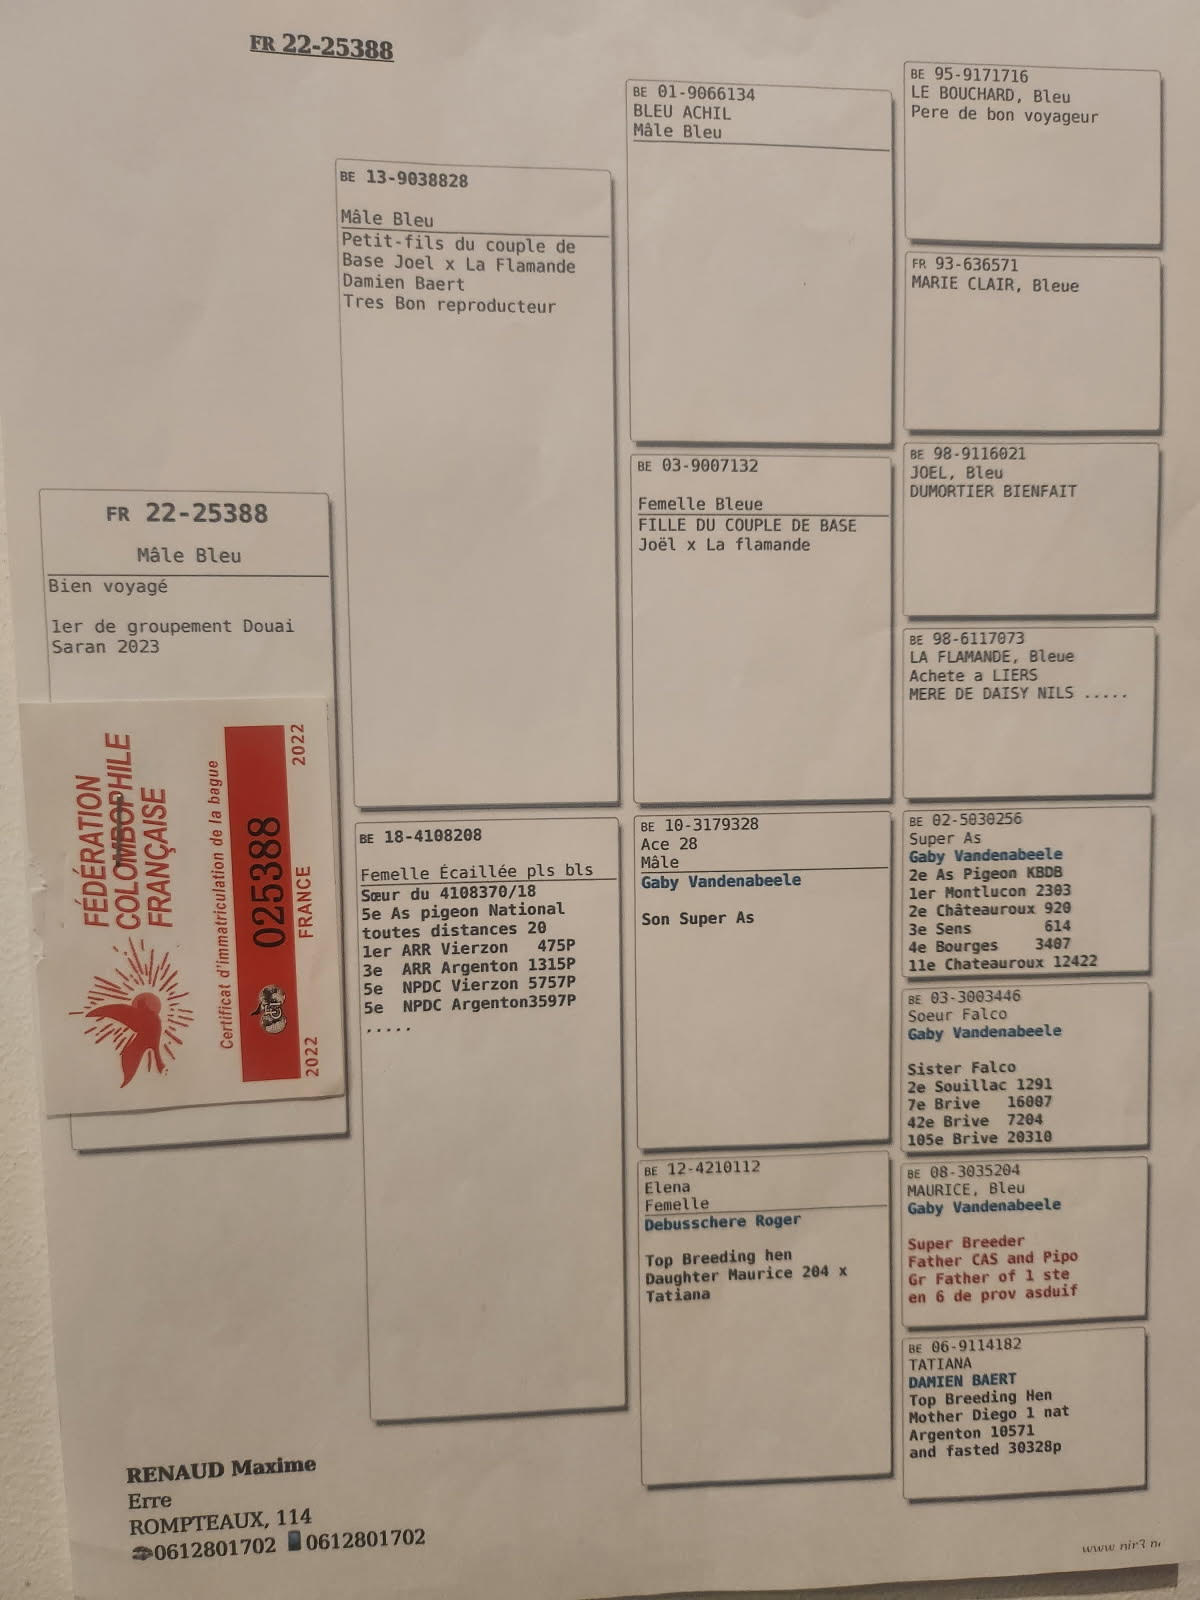 FR 22-25388
FR 22-25388
Mâle Bleu
Bien voyagé
1er de groupement Douai
Saran 2023
FÉDÉRATION
COLOMBOPHILE
FRANÇAISE
Certificat d'immatriculation de la bague
025388
2022 FRANCE 2022
BE 13-9038828
Mâle Bleu
Petit-fils du couple de
Base Joel x La Flamande
Damien Baert
Tres Bon reproducteur
BE 18-4108208
Femelle Écaillée pls bls
Sœur du 4108370/18
5e As pigeon National
toutes distances 20
1er ARR Vierzon 475P
3e ARR Argenton 1315P
5e NPDC Vierzon 5757P
5e NPDC Argenton3597P
.....
BE 01-9066134
BLEU ACHIL
Mâle Bleu
BE 03-9007132
Femelle Bleue
FILLE DU COUPLE DE BASE
Joël x La flamande
BE 10-3179328
Ace 28
Mâle
Gaby Vandenabeele
Son Super As
BE 12-4210112
Elena
Femelle
Debusschere Roger
Top Breeding hen
Daughter Maurice 204 x
Tatiana
BE 95-9171716
LE BOUCHARD, Bleu
Pere de bon voyageur
FR 93-636571
MARIE CLAIR, Bleue
BE 98-9116021
JOEL, Bleu
DUMORTIER BIENFAIT
BE 98-6117073
LA FLAMANDE, Bleue
Achete a LIERS
MERE DE DAISY NILS .....
BE 02-5030256
Super As
Gaby Vandenabeele
2e As Pigeon KBDB
1er Montlucon 2303
2e Châteauroux 920
3e Sens 614
4e Bourges 3407
11e Chateauroux 12422
BE 03-3003446
Soeur Falco
Gaby Vandenabeele
Sister Falco
2e Souillac 1291
7e Brive 16007
42e Brive 7204
105e Brive 20310
BE 08-3035204
MAURICE, Bleu
Gaby Vandenabeele
Super Breeder
Father CAS and Pipo
Gr Father of 1 ste
en 6 de prov asduif
BE 06-9114182
TATIANA
DAMIEN BAERT
Top Breeding Hen
Mother Diego 1 nat
Argenton 10571
and fasted 30328p
RENAUD Maxime
Erre
ROMPTEAUX, 114
0612801702 0612801702